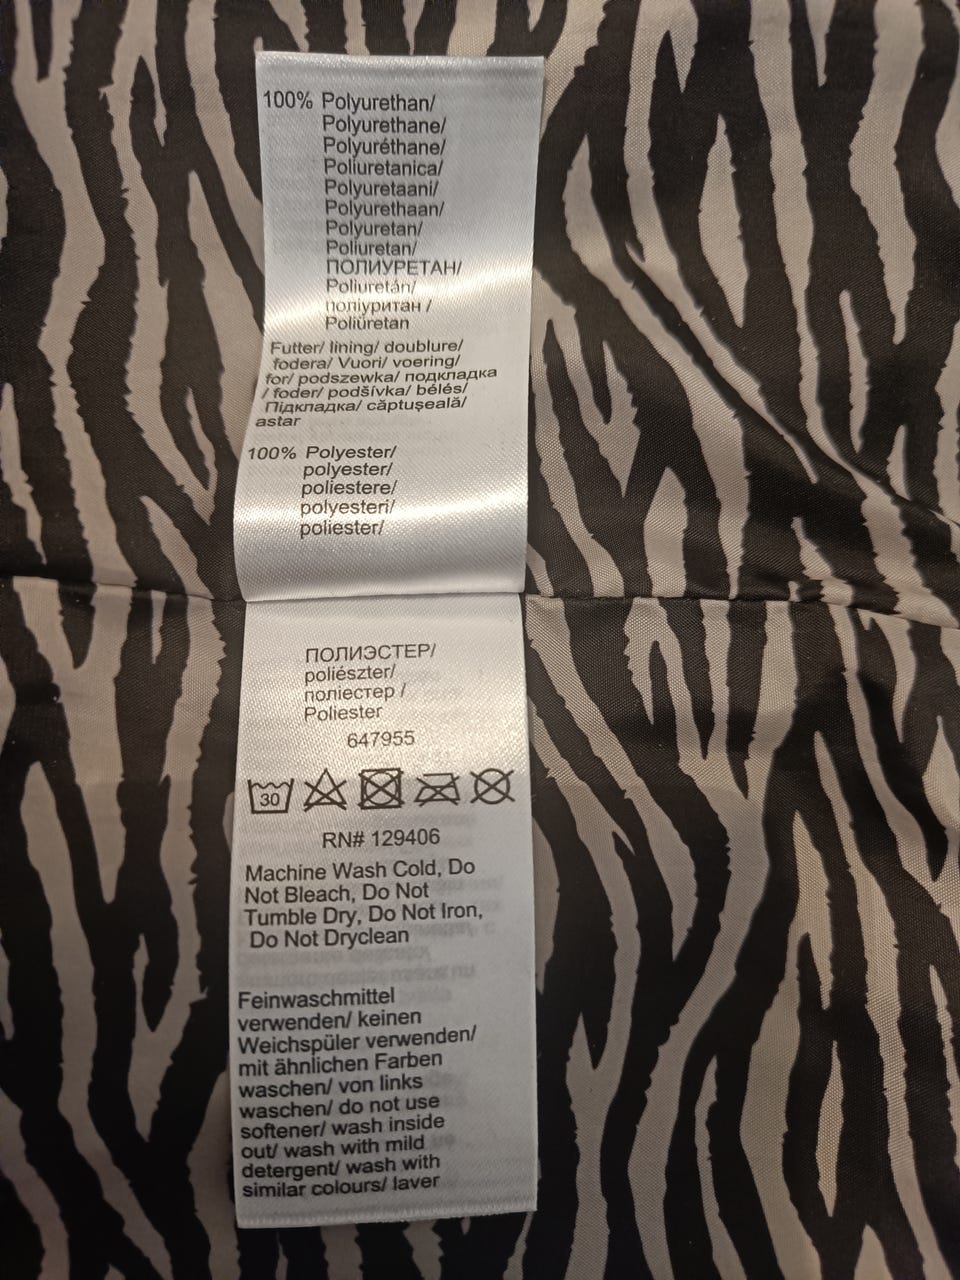 100% Polyurethan/
Polyurethane/
Polyuréthane/
Poliuretanica/
Polyuretaani/
Polyurethaan/
Polyuretan/
Poliuretan/
ПОЛИУРЕТАН/
Poliuretán/
поліуритан /
Poliüretan
Futter/ lining/ doublure/
fodera/ Vuori/ voering/
for/ podszewka/ подкладка
/ foder/ podšívka/ bélés/
Підкладка/ căptuşeală/
astar
100% Polyester/
polyester/
poliestere/
polyesteri/
poliester/
ПОЛИЭСТЕР/
poliészter/
поліестер /
Poliester
647955
30
RN# 129406
Machine Wash Cold, Do
Not Bleach, Do Not
Tumble Dry, Do Not Iron,
Do Not Dryclean
Feinwaschmittel
verwenden/ keinen
Weichspüler verwenden/
mit ähnlichen Farben
waschen/ von links
waschen/ do not use
softener/ wash inside
out/ wash with mild
detergent/ wash with
similar colours/ laver